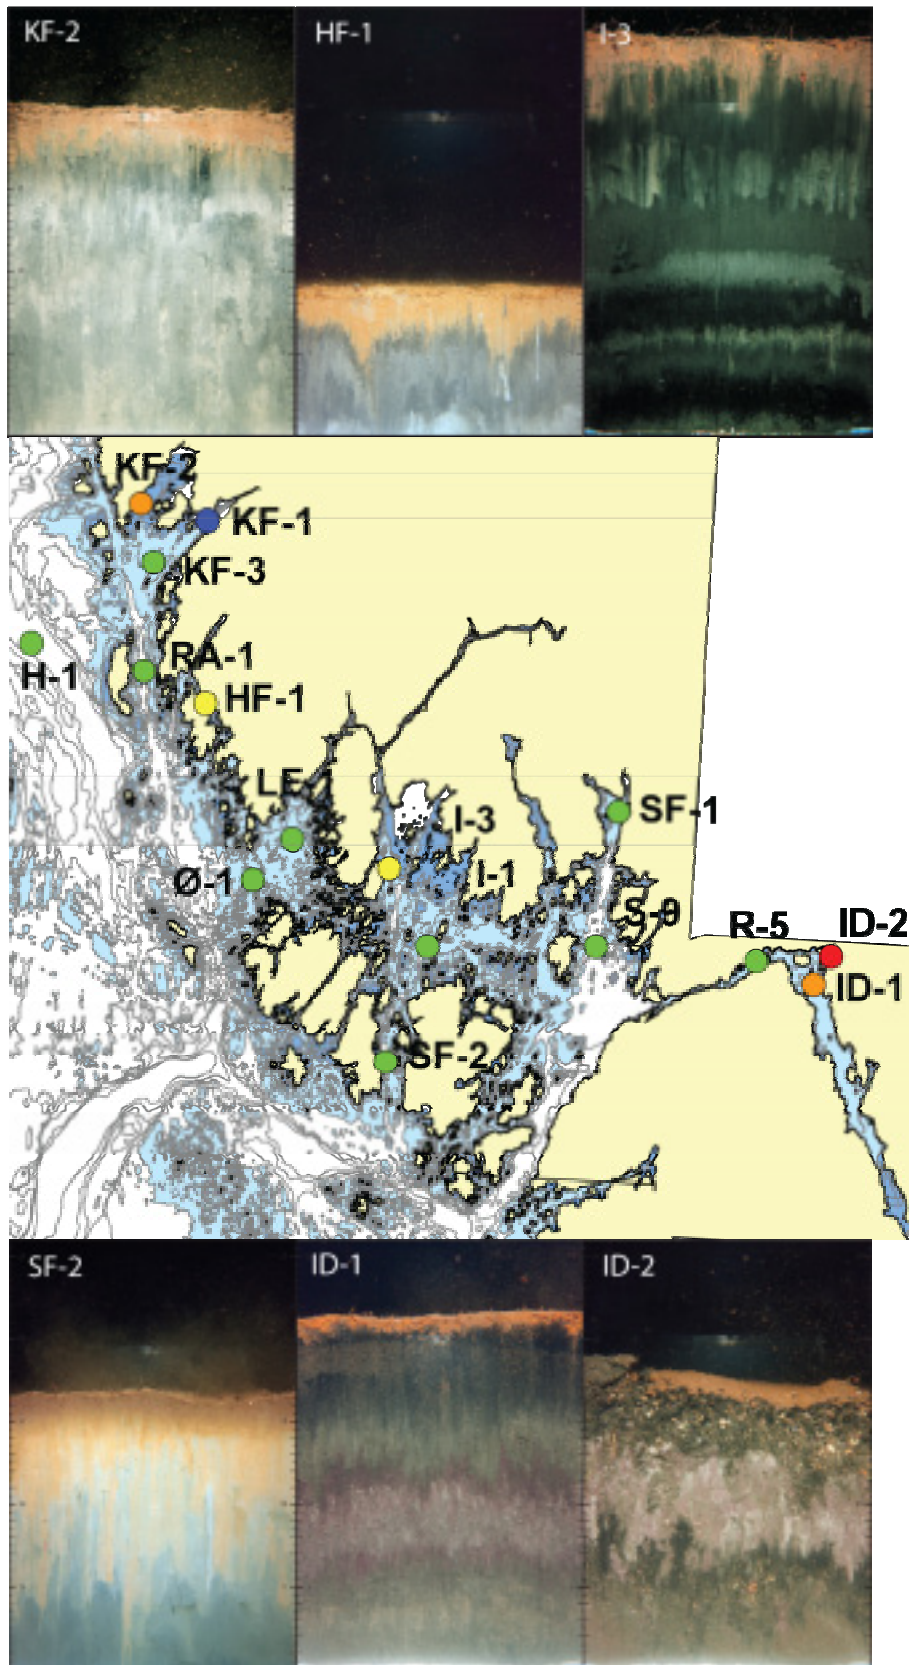 KF-2 HF-1 I-3
KF-2
KF-1
KF-3
H-1
RA-1
HF-1
LE-1
I-3
SF-1
Ø-1
I-1
S-9
R-5
ID-2
ID-1
SF-2
SF-2 ID-1 ID-2